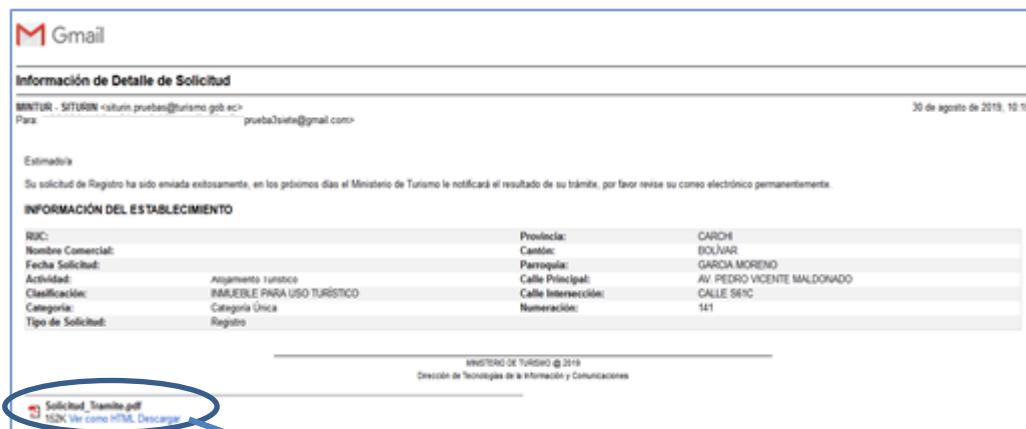 Gmail
Información de Detalle de Solicitud
MINTUR - SITURIN <siturin.pruebas@turismo.gob.ec> 30 de agosto de 2019, 10:1
Para: prueba3siete@gmail.com>
Estimado/a
Su solicitud de Registro ha sido enviada exitosamente, en los próximos días el Ministerio de Turismo le notificará el resultado de su trámite, por favor revise su correo electrónico permanentemente.
INFORMACIÓN DEL ESTABLECIMIENTO
RUC: Provincia: CARCHI
Nombre Comercial: Cantón: BOLÍVAR
Fecha Solicitud: Parroquia: GARCIA MORENO
Actividad: Alojamiento Turístico Calle Principal: AV. PEDRO VICENTE MALDONADO
Clasificación: INMUEBLE PARA USO TURÍSTICO Calle Intersección: CALLE S61C
Categoría: Categoría Única Numeración: 141
Tipo de Solicitud: Registro
MINISTERIO DE TURISMO @ 2019
Dirección de Tecnologías de la Información y Comunicaciones
Solicitud_Tramite.pdf
152K Ver como HTML Descargar